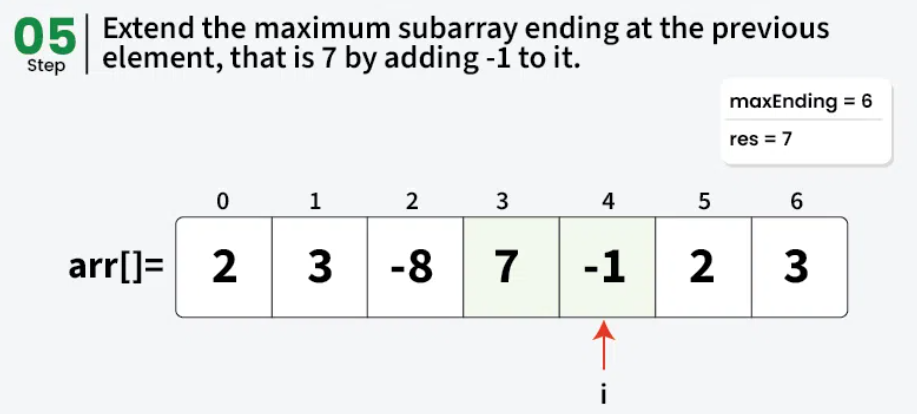 05
Step
Extend the maximum subarray ending at the previous
element, that is 7 by adding -1 to it.
maxEnding = 6
res = 7
0 1 2 3 4 5 6
arr[]= 2 3 -8 7 -1 2 3
i